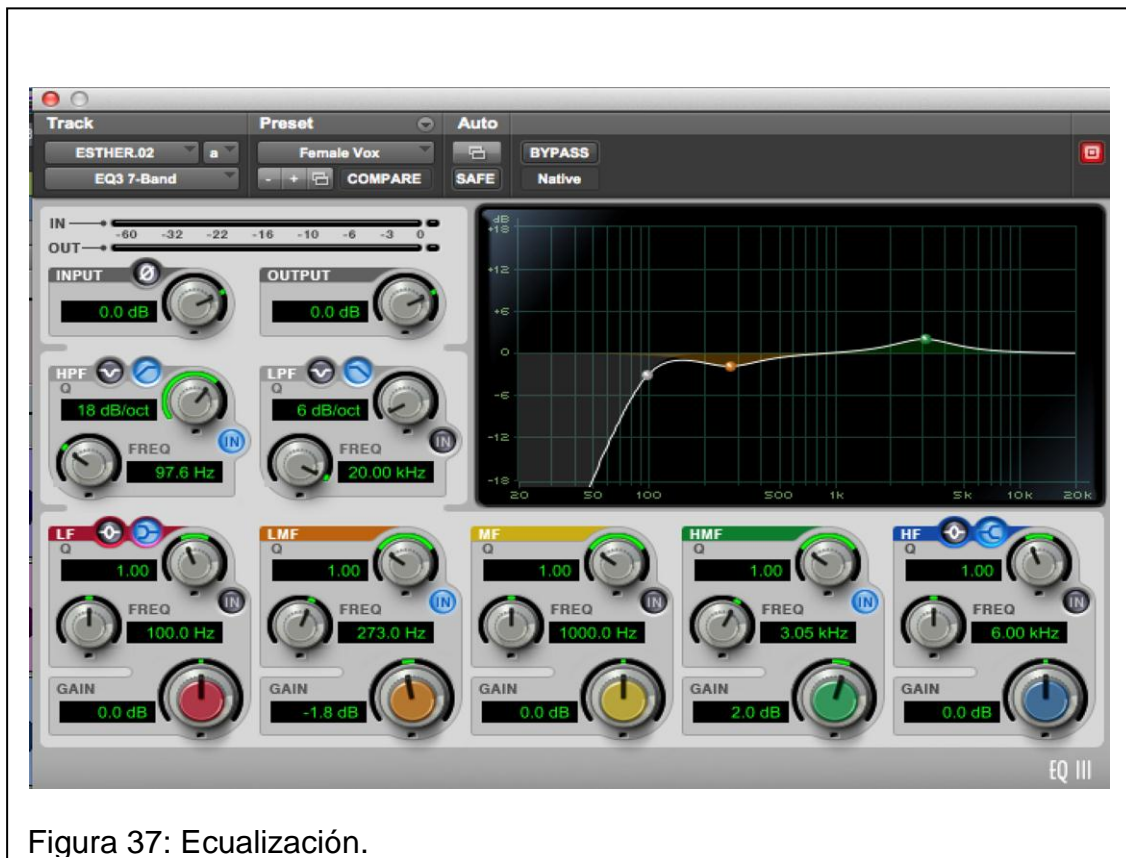 Track Preset Auto
ESTHER.02 a Female Vox BYPASS
EQ3 7-Band - + COMPARE SAFE Native
IN
-60 -32 -22 -16 -10 -6 -3 0
OUT
INPUT Ø OUTPUT
0.0 dB 0.0 dB
HPF LPF
Q Q
18 dB/oct 6 dB/oct
IN IN
FREQ FREQ
97.6 Hz 20.00 kHz
dB
+18
+12
+6
0
-6
-12
-18
20 50 100 500 1k 5k 10k 20k
LF LMF MF HMF HF
Q Q Q Q Q
1.00 1.00 1.00 1.00 1.00
IN IN IN IN IN
FREQ FREQ FREQ FREQ FREQ
100.0 Hz 273.0 Hz 1000.0 Hz 3.05 kHz 6.00 kHz
GAIN GAIN GAIN GAIN GAIN
0.0 dB -1.8 dB 0.0 dB 2.0 dB 0.0 dB
EQ III
Figura 37: Ecualización.